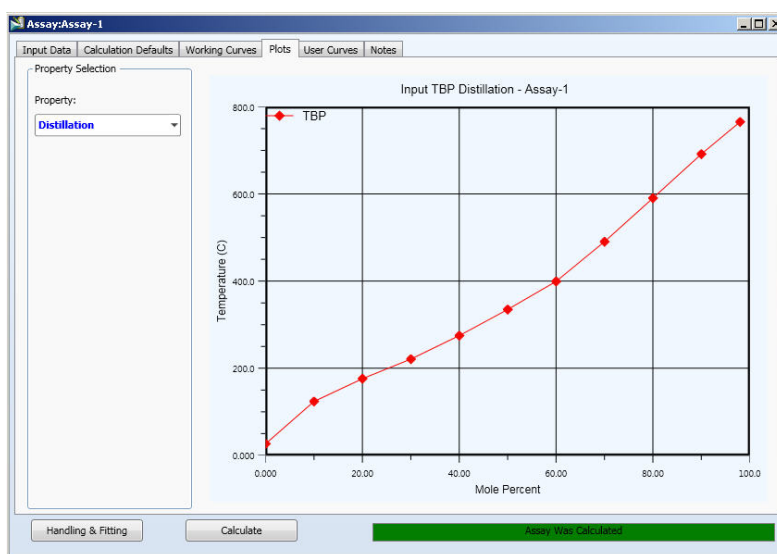 Assay:Assay-1
Input Data Calculation Defaults Working Curves Plots User Curves Notes
Property Selection
Property:
Distillation
Input TBP Distillation - Assay-1
TBP
Temperature (C)
800.0
600.0
400.0
200.0
0.000
0.000 20.00 40.00 60.00 80.00 100.0
Mole Percent
Handling & Fitting Calculate Assay Was Calculated